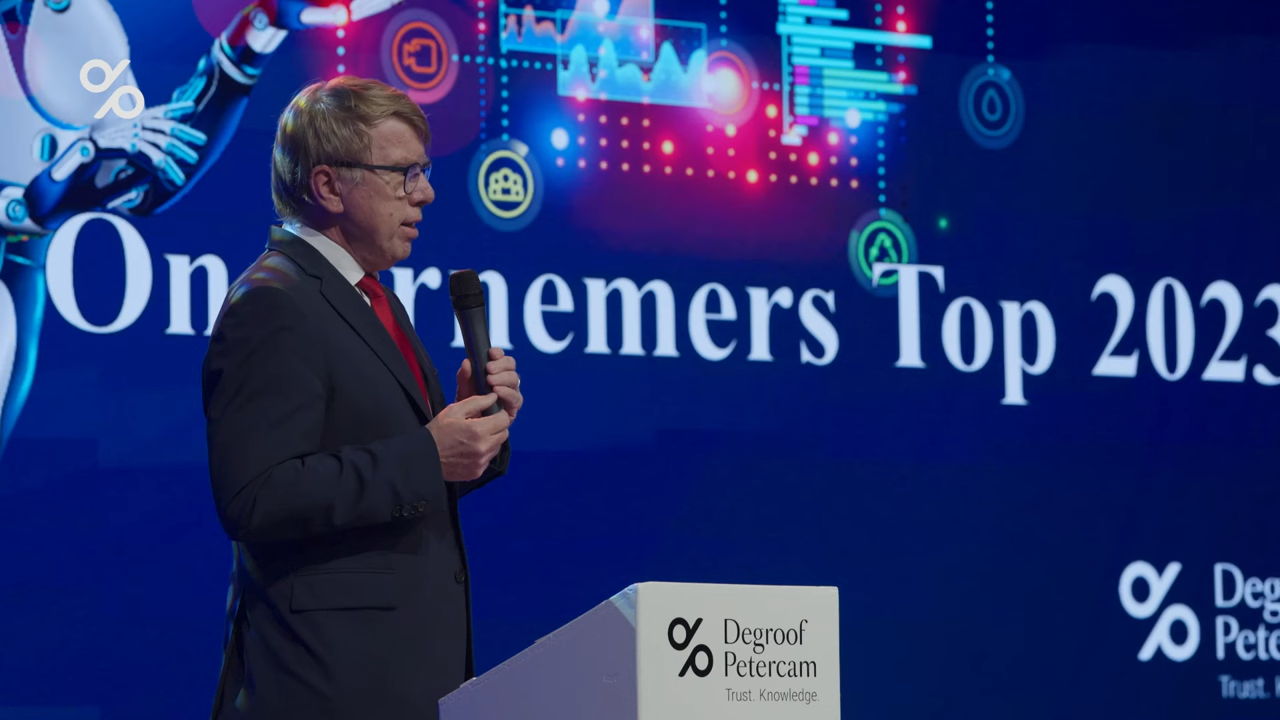 On rnemers Top 2023
Degroof
Petercam
Trust. Knowledge.
Deg
Pete
Trust. K